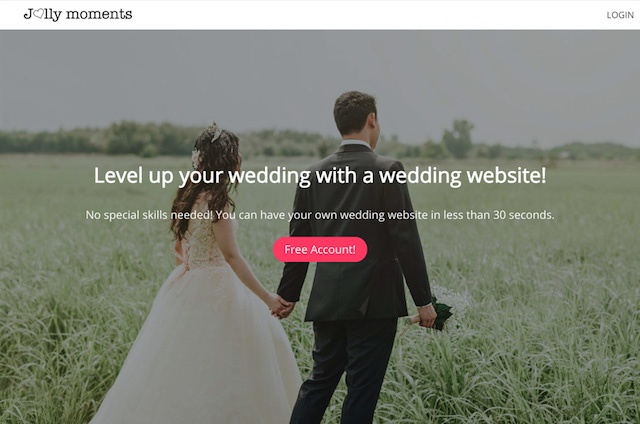 Jolly moments
LOGIN
Level up your wedding with a wedding website!
No special skills needed! You can have your own wedding website in less than 30 seconds.
Free Account!